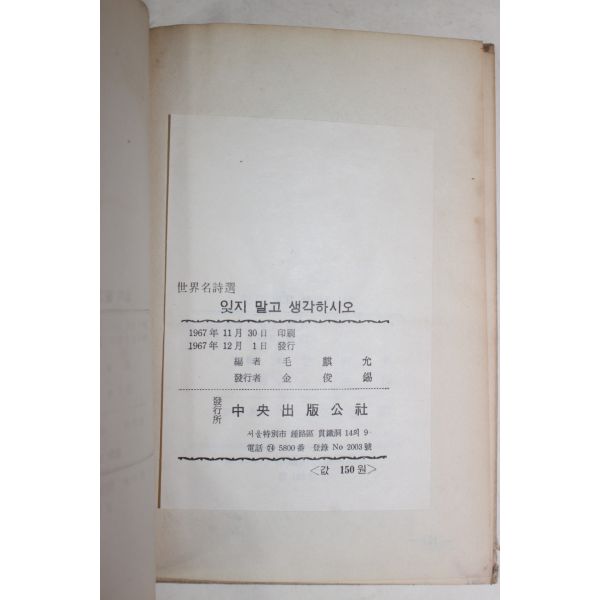 世界名詩選
잊지 말고 생각하시오
1967年 11月 30日 印刷
1967年 12月 1日 發行
編者 毛麒允
發行者 金俊錫
發行所 中央出版公社
서울特別市 鍾路區 貫鐵洞 14의 9
電話 ㉔ 5800番 登錄 No 2003號
<값 150원>